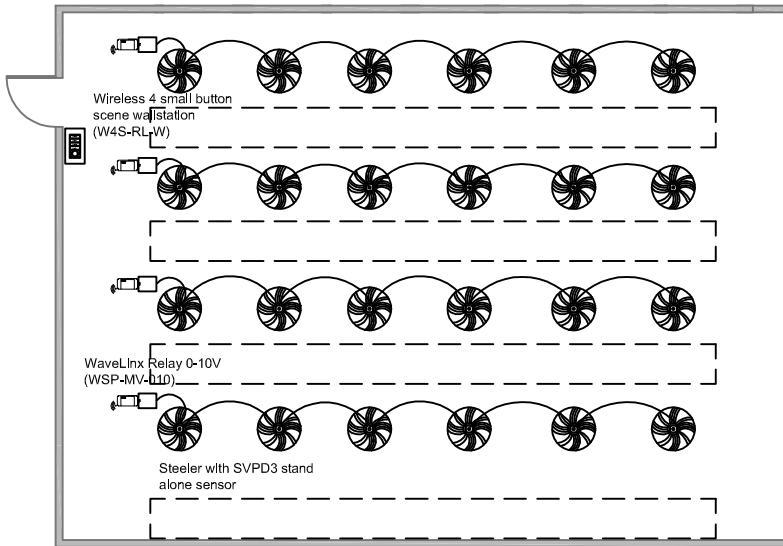 Wireless 4 small button
scene wallstation
(W4S-RL-W)
WaveLinx Relay 0-10V
(WSP-MV-010)
Steeler with SVPD3 stand
alone sensor